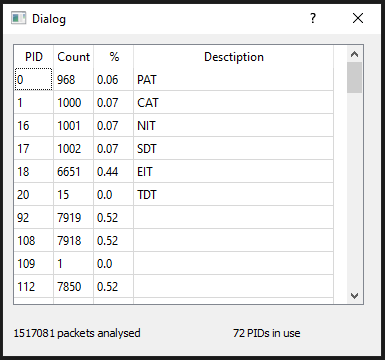 Dialog
PID Count % Desctiption
0 968 0.06 PAT
1 1000 0.07 CAT
16 1001 0.07 NIT
17 1002 0.07 SDT
18 6651 0.44 EIT
20 15 0.0 TDT
92 7919 0.52
108 7918 0.52
109 1 0.0
112 7850 0.52
1517081 packets analysed 72 PIDs in use